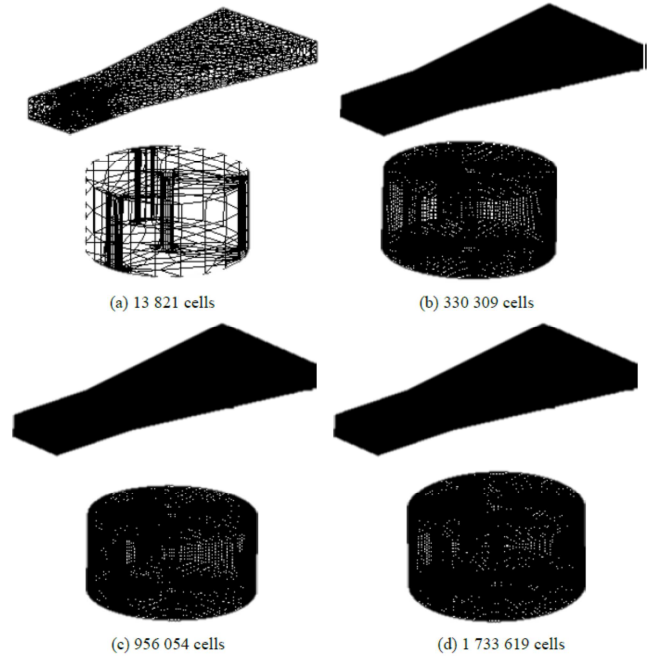 (a) 13 821 cells
(b) 330 309 cells
(c) 956 054 cells
(d) 1 733 619 cells